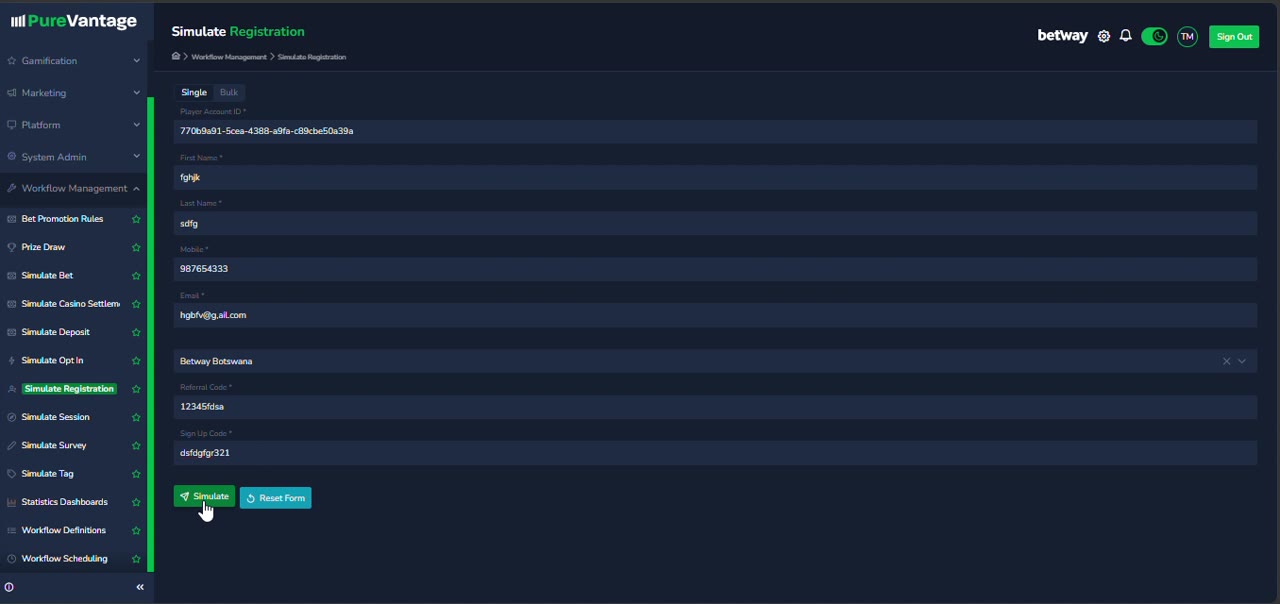 PureVantage
Gamification
Marketing
Platform
System Admin
Workflow Management
Bet Promotion Rules
Prize Draw
Simulate Bet
Simulate Casino Settlem
Simulate Deposit
Simulate Opt In
Simulate Registration
Simulate Session
Simulate Survey
Simulate Tag
Statistics Dashboards
Workflow Definitions
Workflow Scheduling
Simulate Registration
Workflow Management > Simulate Registration
betway
TM
Sign Out
Single Bulk
Player Account ID *
770b9a91-5cea-4388-a9fa-c89cbe50a39a
First Name *
fghjk
Last Name *
sdfg
Mobile *
987654333
Email *
hgbfv@g,ail.com
Betway Botswana
Referral Code *
12345fdsa
Sign Up Code *
dsfdgfgr321
Simulate
Reset Form